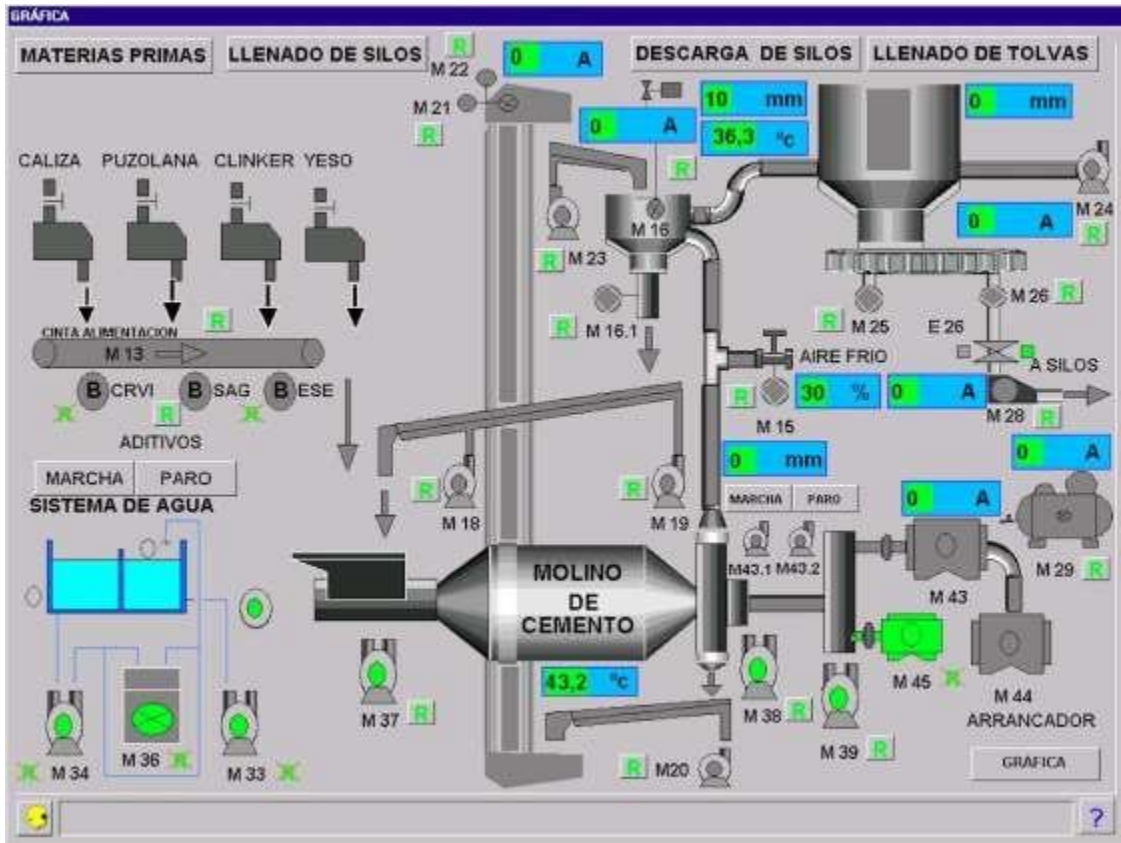 GRÁFICA
MATERIAS PRIMAS
LLENADO DE SILOS
R
M 22
0 A
DESCARGA DE SILOS
LLENADO DE TOLVAS
M 21
R
0 A
10 mm
36,3 ºc
0 mm
CALIZA
PUZOLANA
CLINKER
YESO
R
M 16
M 24
R
0 A
R
M 23
R
M 16.1
R
M 25
M 26
R
E 26
CINTA ALIMENTACION
R
M 13
AIRE FRIO
A SILOS
B
CRVI
B
SAG
B
ESE
R
R
30 %
0 A
M 15
M 28
R
ADITIVOS
MARCHA
PARO
SISTEMA DE AGUA
R
M 18
R
M 19
0 mm
MARCHA
PARO
0 A
0 A
M43.1
M43.2
M 29
R
MOLINO
DE
CEMENTO
M 43
43,2 ºc
M 37
R
M 38
R
M 45
M 44
ARRANCADOR
M 34
M 36
M 33
R
M20
M 39
R
GRÁFICA
?